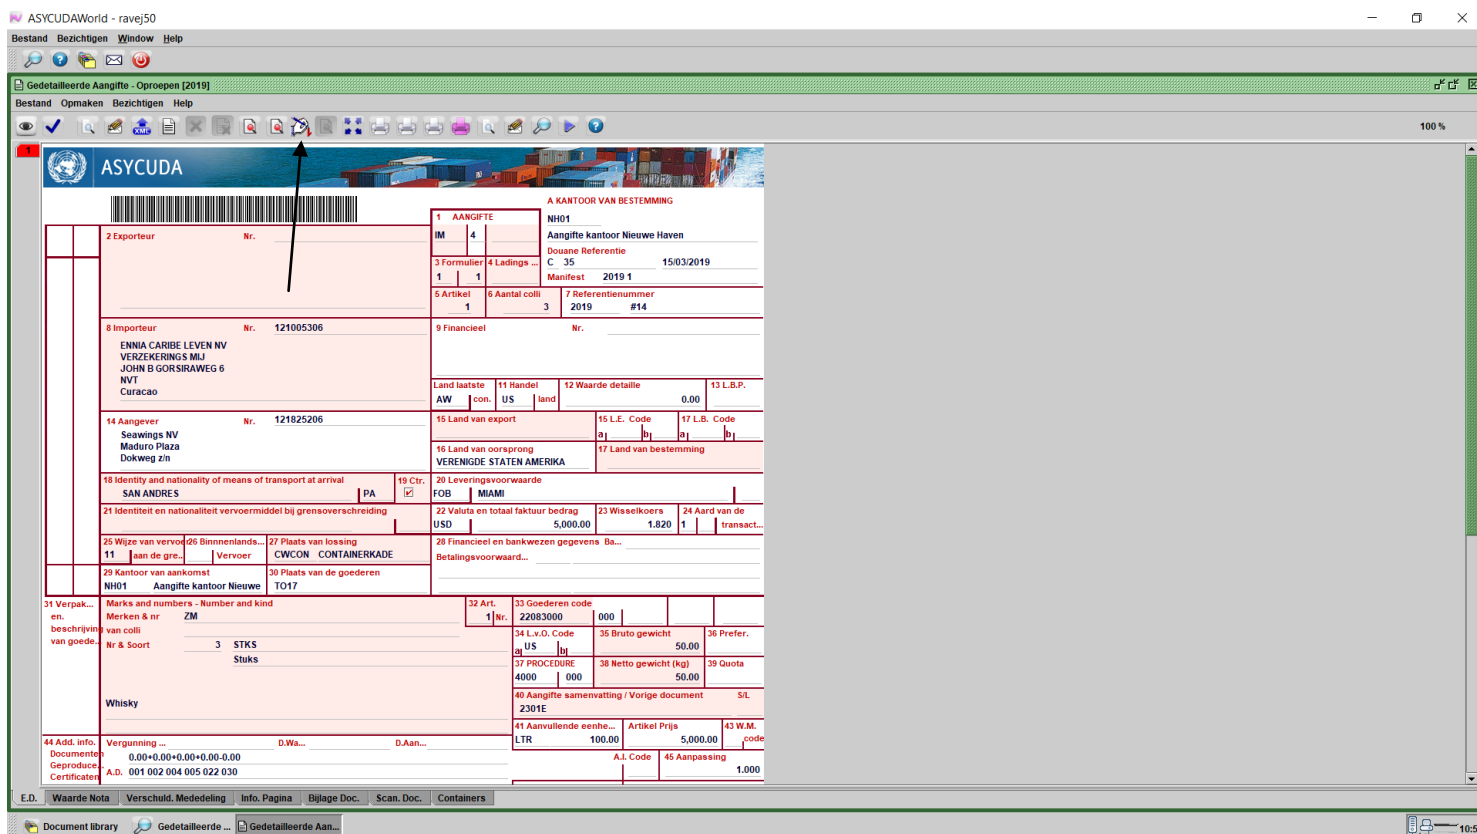 ASYCUDAWorld - ravej50
Bestand Bezichtigen Window Help
Gedetailleerde Aangifte - Oproepen [2019]
Bestand Opmaken Bezichtigen Help
XML
100 %
1
ASYCUDA
A KANTOOR VAN BESTEMMING
1 AANGIFTE
NH01
2 Exporteur Nr.
IM 4
Aangifte kantoor Nieuwe Haven
Douane Referentie
3 Formulier 4 Ladings ...
C 35 15/03/2019
1 1
Manifest 2019 1
5 Artikel 6 Aantal colli 7 Referentienummer
1 3 2019 #14
8 Importeur Nr. 121005306
9 Financieel Nr.
ENNIA CARIBE LEVEN NV
VERZEKERINGS MIJ
JOHN B GORSIRAWEG 6
NVT
Curacao
Land laatste 11 Handel 12 Waarde detaille 13 L.B.P.
AW con. US land 0.00
14 Aangever Nr. 121825206
15 Land van export 15 L.E. Code 17 L.B. Code
Seawings NV
a b a b
Maduro Plaza
16 Land van oorsprong 17 Land van bestemming
Dokweg z/n
VERENIGDE STATEN AMERIKA
18 Identity and nationality of means of transport at arrival 19 Ctr. 20 Leveringsvoorwaarde
SAN ANDRES PA FOB MIAMI
21 Identiteit en nationaliteit vervoermiddel bij grensoverschreiding
22 Valuta en totaal faktuur bedrag 23 Wisselkoers 24 Aard van de
USD 5,000.00 1.820 1 transact...
25 Wijze van vervoer 26 Binnnenlands... 27 Plaats van lossing
28 Financieel en bankwezen gegevens Ba...
11 aan de gre.. Vervoer CWCON CONTAINERKADE
Betalingsvoorwaard...
29 Kantoor van aankomst 30 Plaats van de goederen
NH01 Aangifte kantoor Nieuwe TO17
31 Verpak... Marks and numbers - Number and kind 32 Art. 33 Goederen code
en. Merken & nr ZM 1 Nr. 22083000 000
beschrijving van colli
34 L.v.O. Code 35 Bruto gewicht 36 Prefer.
van goede.. Nr & Soort 3 STKS
a US b 50.00
Stuks
37 PROCEDURE 38 Netto gewicht (kg) 39 Quota
4000 000 50.00
40 Aangifte samenvatting / Vorige document S/L
Whisky
2301E
41 Aanvullende eenhe... Artikel Prijs 43 W.M.
LTR 100.00 5,000.00 code
44 Add. info. Vergunning ... D.Wa... D.Aan...
Documenten 0.00+0.00+0.00+0.00-0.00
A.I. Code 45 Aanpassing
Geproduce.. A.D. 001 002 004 005 022 030
1.000
Certificaten
E.D. Waarde Nota Verschuld. Mededeling Info. Pagina Bijlage Doc. Scan. Doc. Containers
Document library Gedetailleerde ... Gedetailleerde Aan...